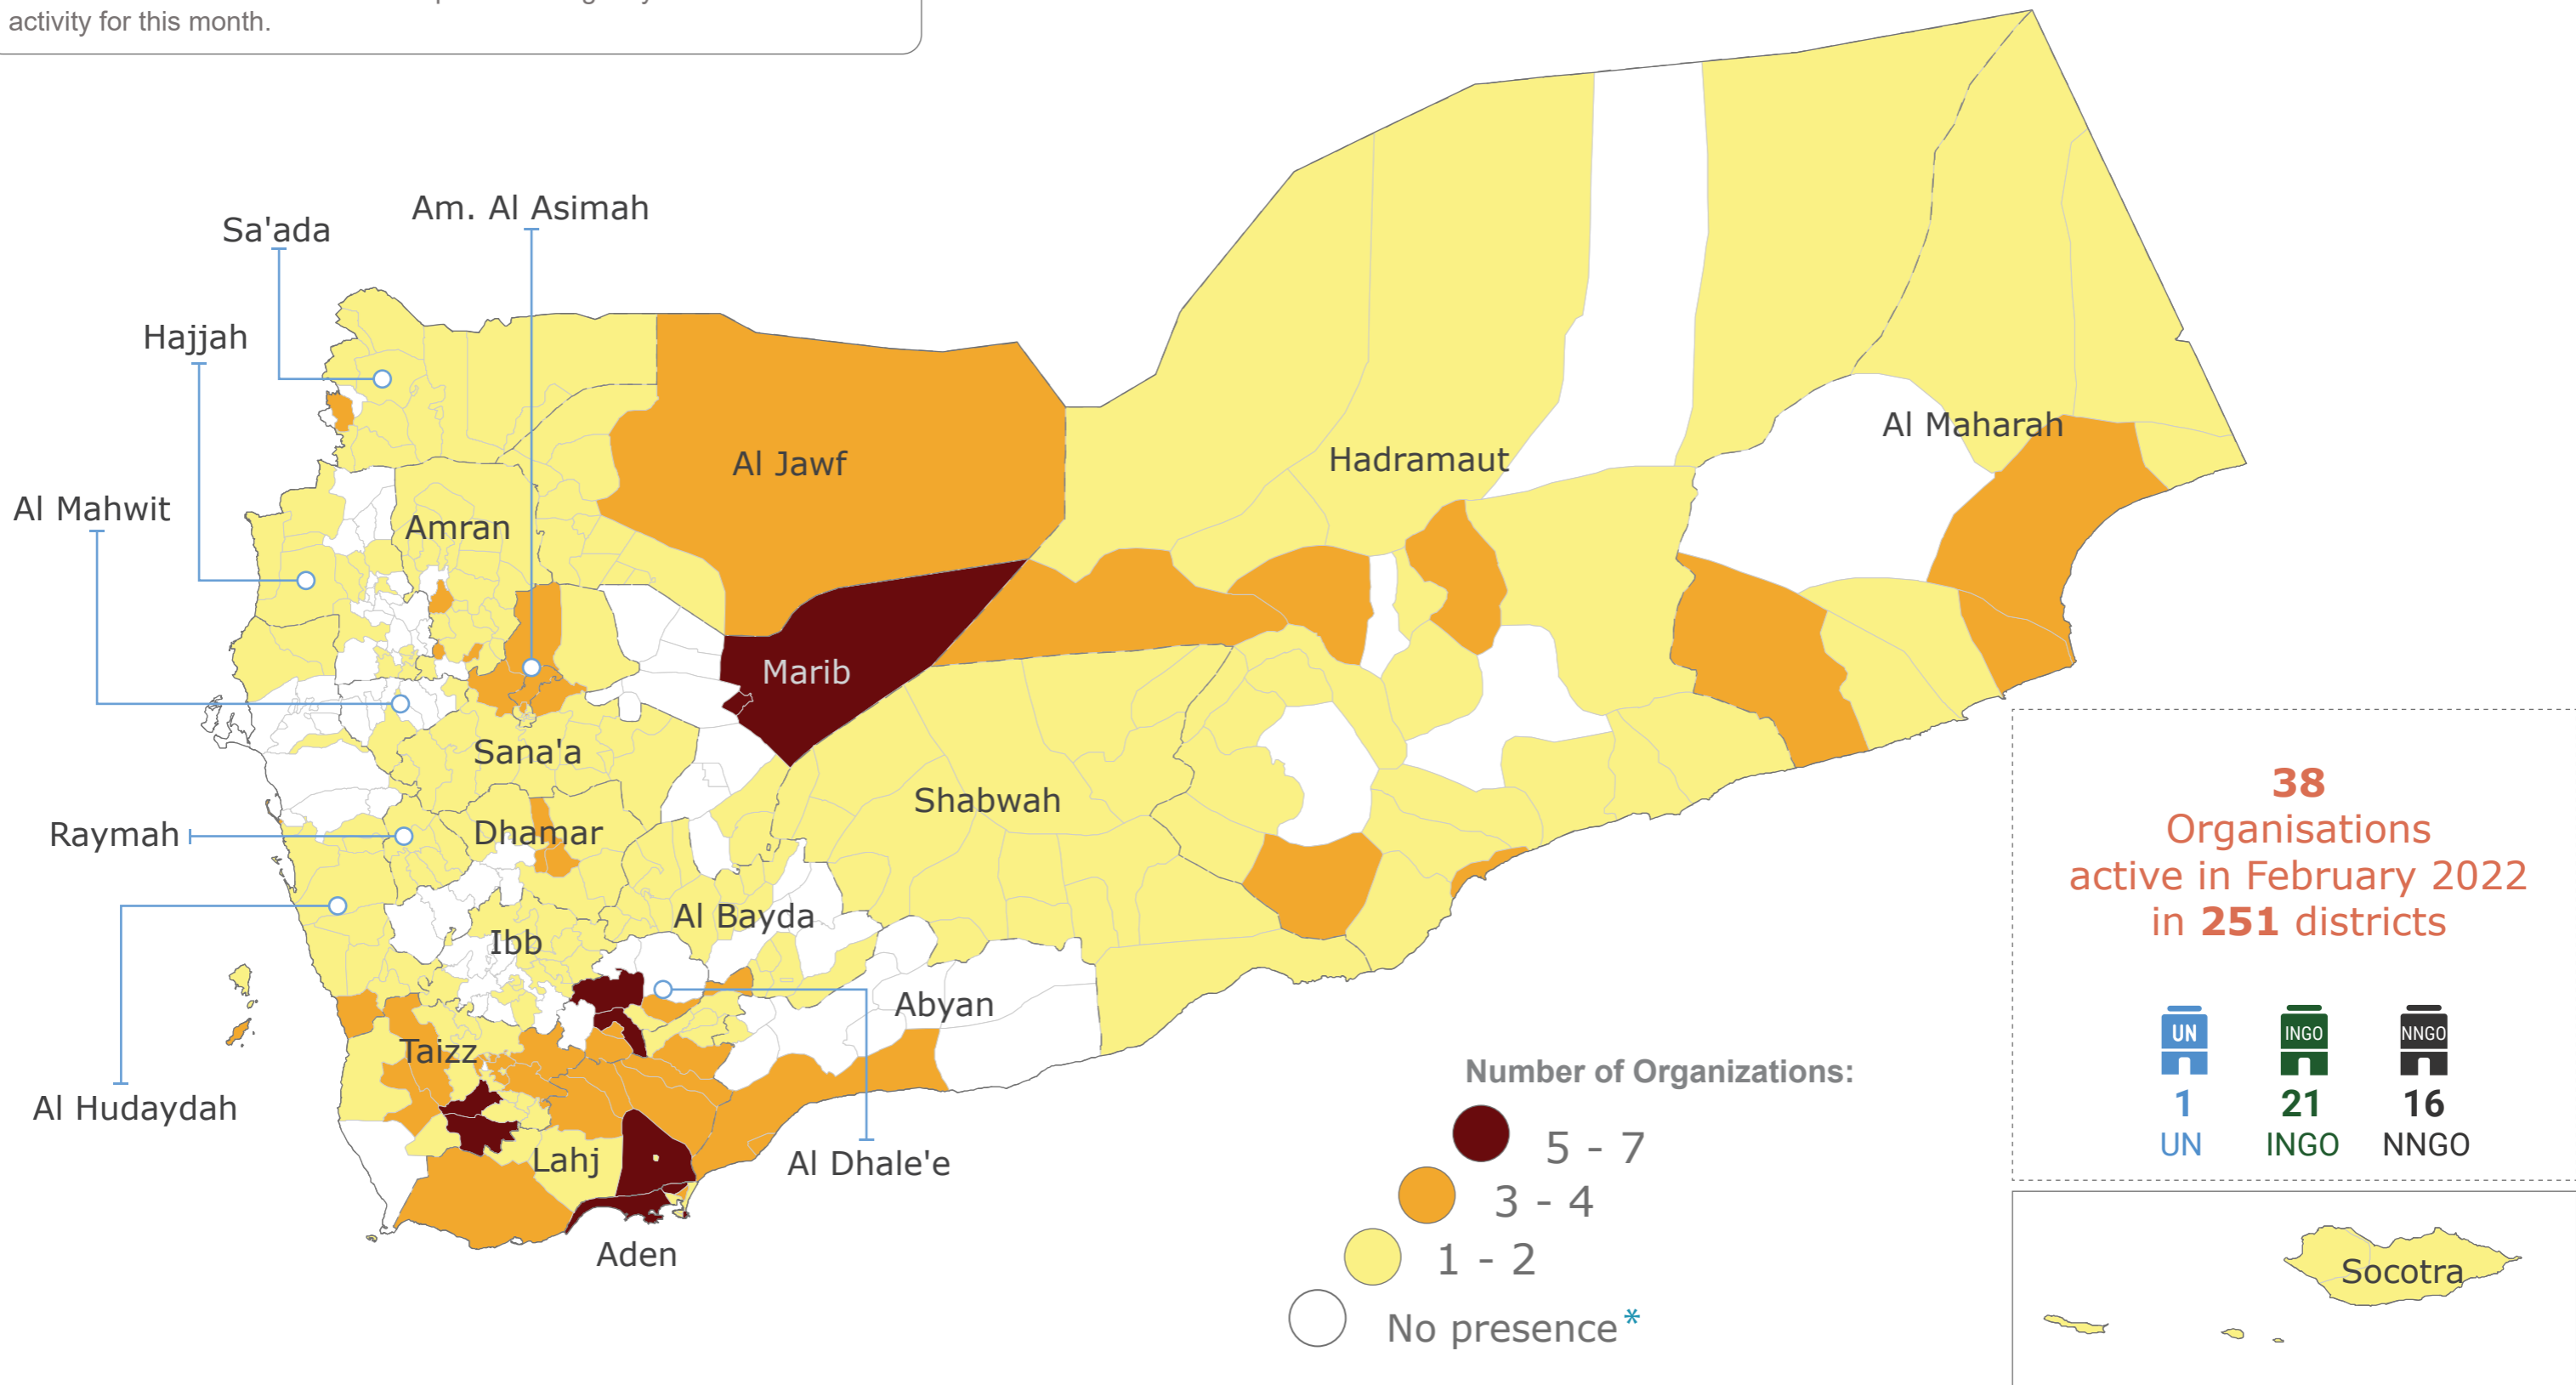 activity for this month.
Am. Al Asimah
Sa'ada
Hajjah
Al Mahwit
Amran
Al Jawf
Hadramaut
Al Maharah
Marib
Sana'a
Raymah
Dhamar
Shabwah
Al Bayda
Ibb
Abyan
Taizz
Al Hudaydah
Lahj
Al Dhale'e
Aden
Number of Organizations:
5 - 7
3 - 4
1 - 2
No presence*
38
Organisations
active in February 2022
in 251 districts
UN INGO NNGO
1 21 16
UN INGO NNGO
Socotra